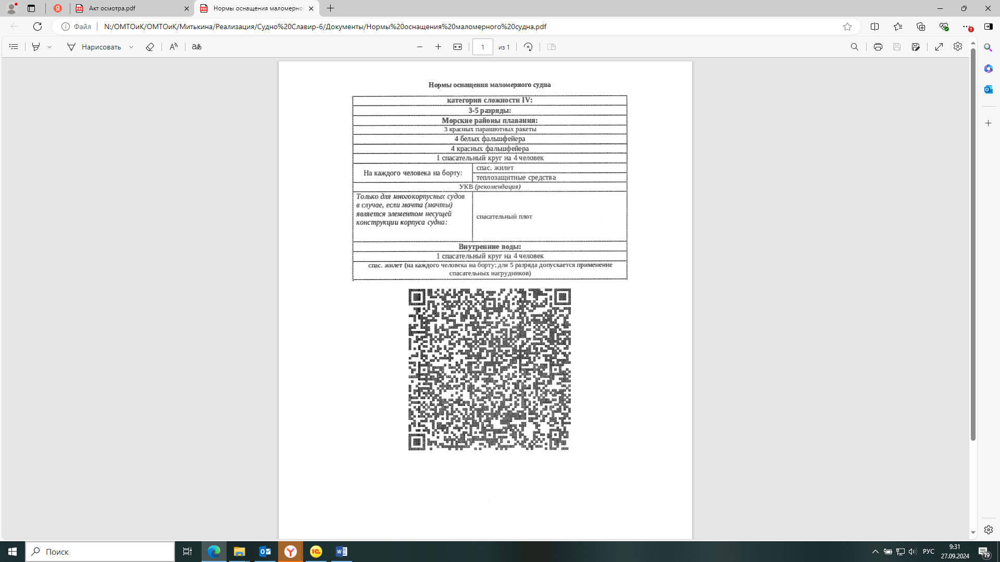 Акт осмотра.pdf
Нормы оснащения маломерно
Файл
N:/ОМТОиК/ОМТОиК/Митькина/Реализация/Судно%20Славир-6/Документы/Нормы%20оснащения%20маломерного%20судна.pdf
Нарисовать
1 из 1
Нормы оснащения маломерного судна
категория сложности IV:
3-5 разряды:
Морские районы плавания:
3 красных парашютных ракеты
4 белых фальшфейера
4 красных фальшфейера
1 спасательный круг на 4 человек
На каждого человека на борту:
спас. жилет
теплозащитные средства
УКВ (рекомендация)
Только для многокорпусных судов
в случае, если мачта (мачты)
является элементом несущей
конструкции корпуса судна:
спасательный плот
Внутренние воды:
1 спасательный круг на 4 человек
спас. жилет (на каждого человека на борту; для 5 разряда допускается применение
спасательных нагрудников)
Поиск
РУС
9:31
27.09.2024
19